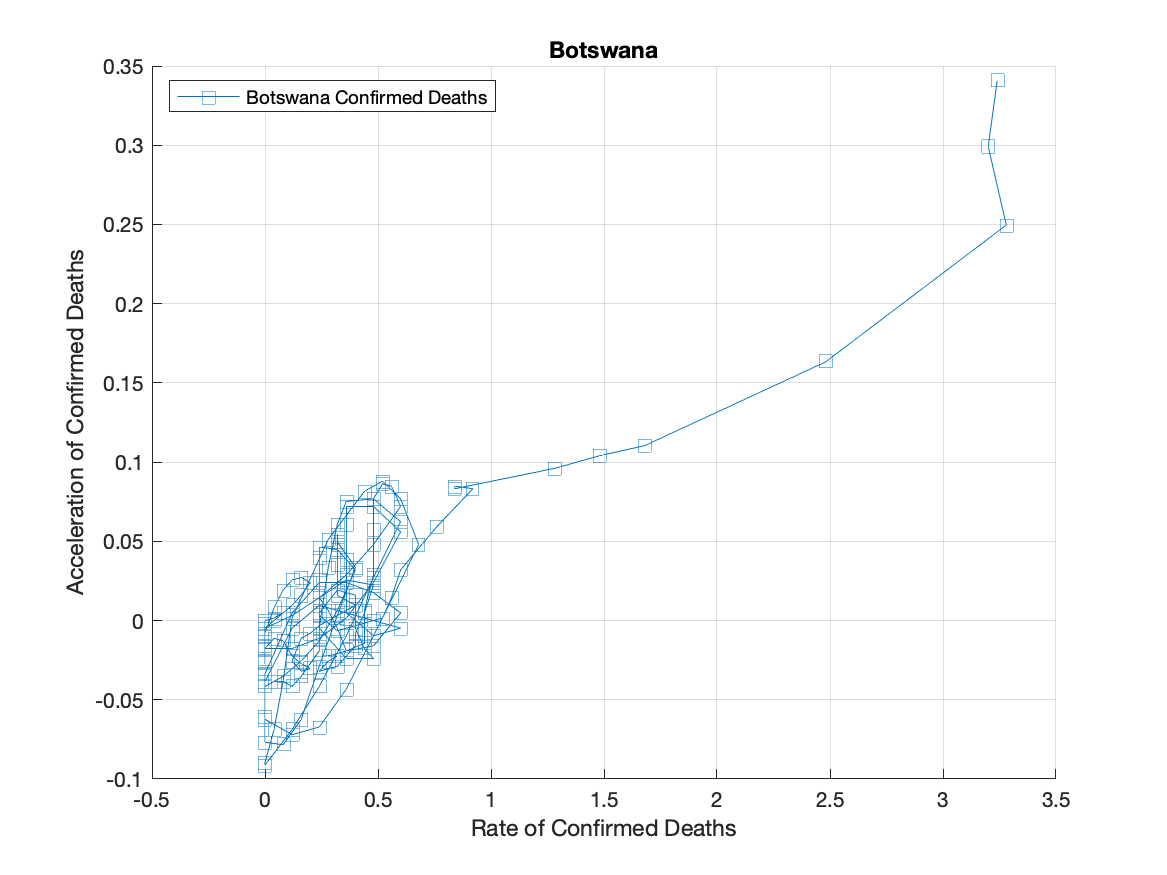 Botswana
Botswana Confirmed Deaths
0.35
0.3
0.25
0.2
0.15
0.1
0.05
0
-0.05
-0.1
Acceleration of Confirmed Deaths
-0.5 0 0.5 1 1.5 2 2.5 3 3.5
Rate of Confirmed Deaths